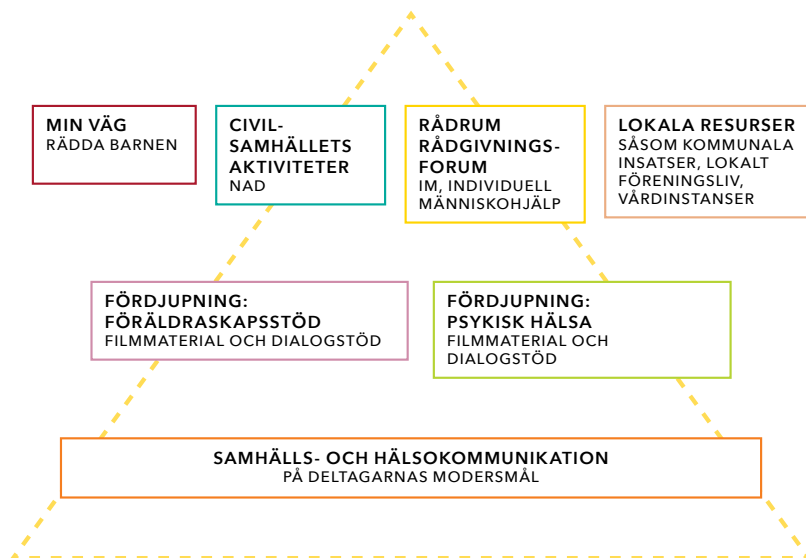 MIN VÄG
RÄDDA BARNEN
CIVIL-
SAMHÄLLETS
AKTIVITETER
NAD
RÅDRUM
RÅDGIVNINGS-
FORUM
IM, INDIVIDUELL
MÄNNISKOHJÄLP
LOKALA RESURSER
SÅSOM KOMMUNALA
INSATSER, LOKALT
FÖRENINGSLIV,
VÅRDINSTANSER
FÖRDJUPNING:
FÖRÄLDRASKAPSSTÖD
FILMMATERIAL OCH DIALOGSTÖD
FÖRDJUPNING:
PSYKISK HÄLSA
FILMMATERIAL OCH
DIALOGSTÖD
SAMHÄLLS- OCH HÄLSOKOMMUNIKATION
PÅ DELTAGARNAS MODERSMÅL